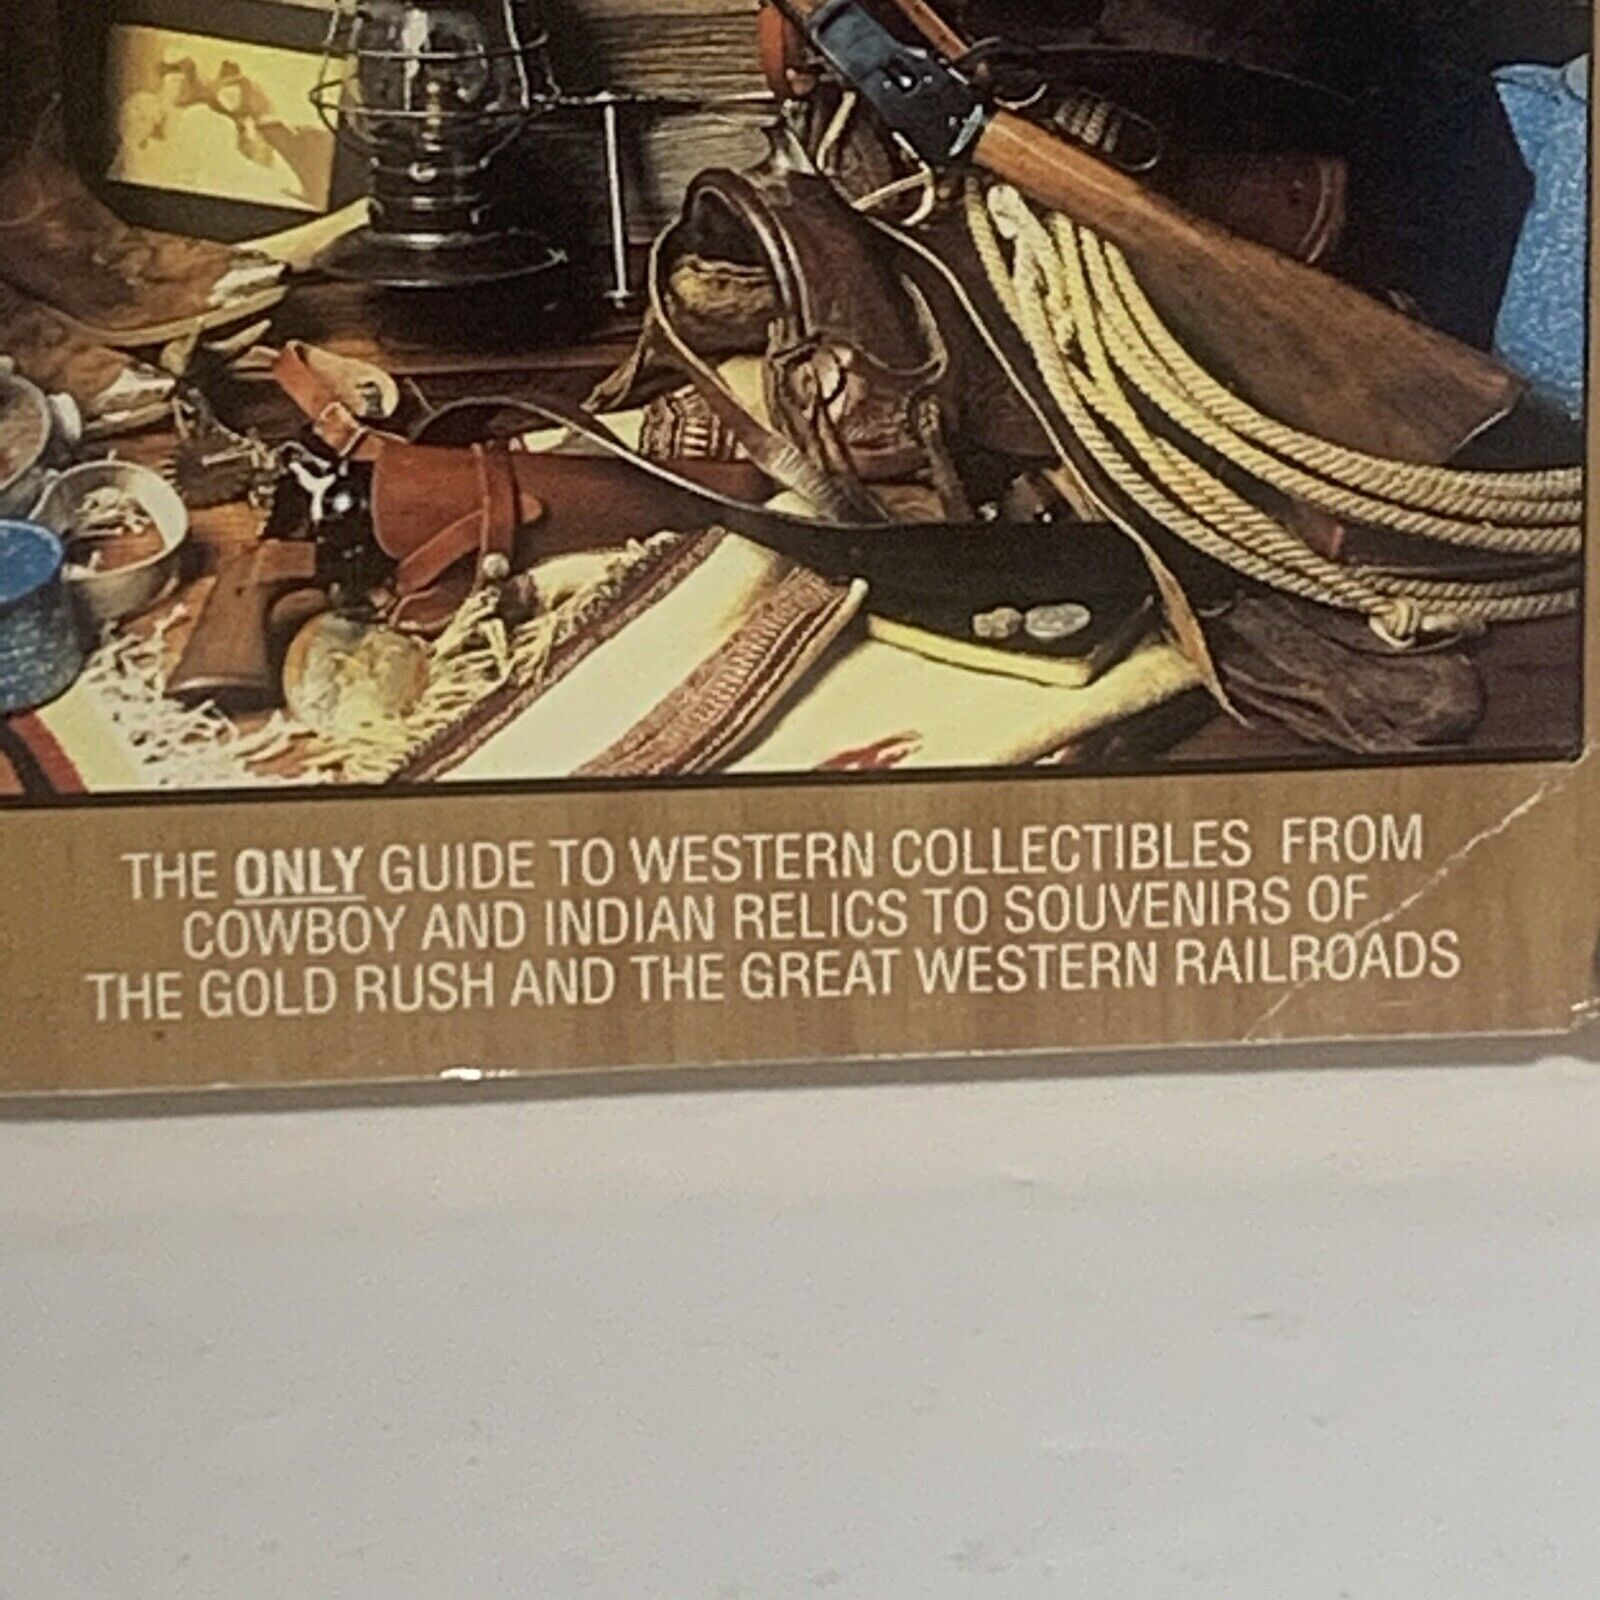 THE ONLY GUIDE TO WESTERN COLLECTIBLES FROM
COWBOY AND INDIAN RELICS TO SOUVENIRS OF
THE GOLD RUSH AND THE GREAT WESTERN RAILROADS